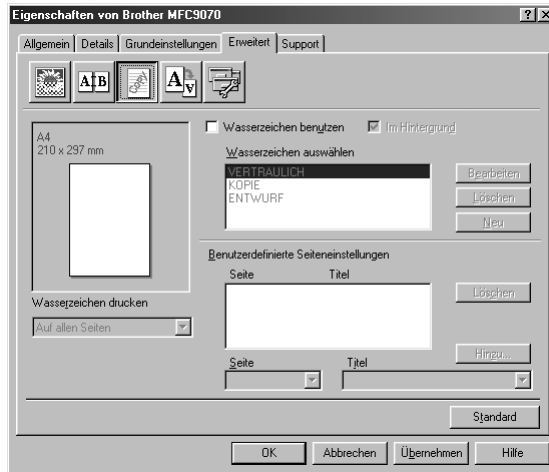 Eigenschaften von Brother MFC9070
Allgemein Details Grundeinstellungen Erweitert Support
A B A
A4
210 x 297 mm
Wasserzeichen drucken
Auf allen Seiten
Wasserzeichen benutzen Im Hintergrund
Wasserzeichen auswählen
VERTRAULICH
KOPIE
ENTWURF
Bearbeiten
Löschen
Neu
Benutzerdefinierte Seiteneinstellungen
Seite Titel
Löschen
Hinzu...
Seite Titel
Standard
OK Abbrechen Übernehmen Hilfe